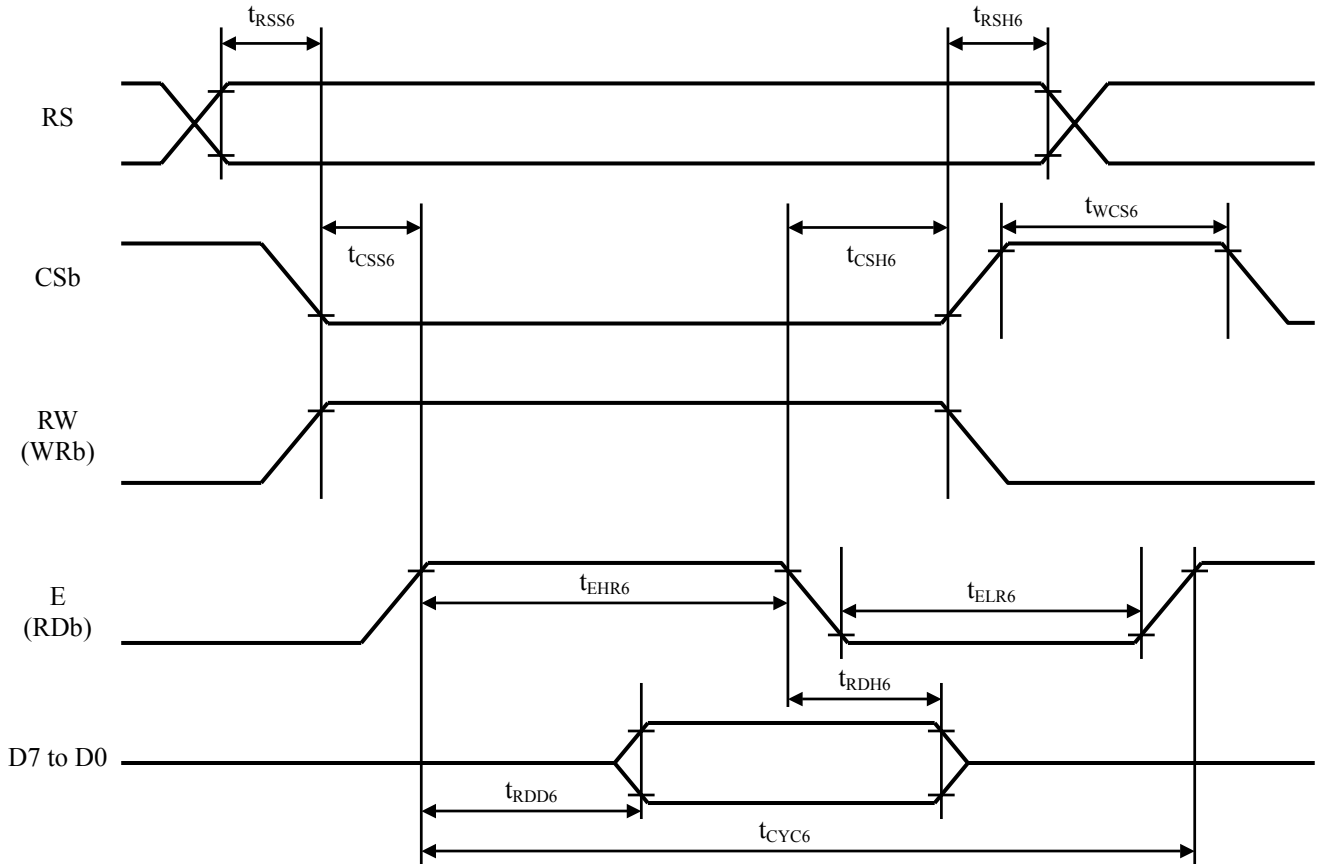 tRSS6
tRSH6
RS
tWCS6
tCSS6
tCSH6
CSb
RW
(WRb)
E
(RDb)
tEHR6
tELR6
tRDH6
D7 to D0
tRDD6
tCYC6